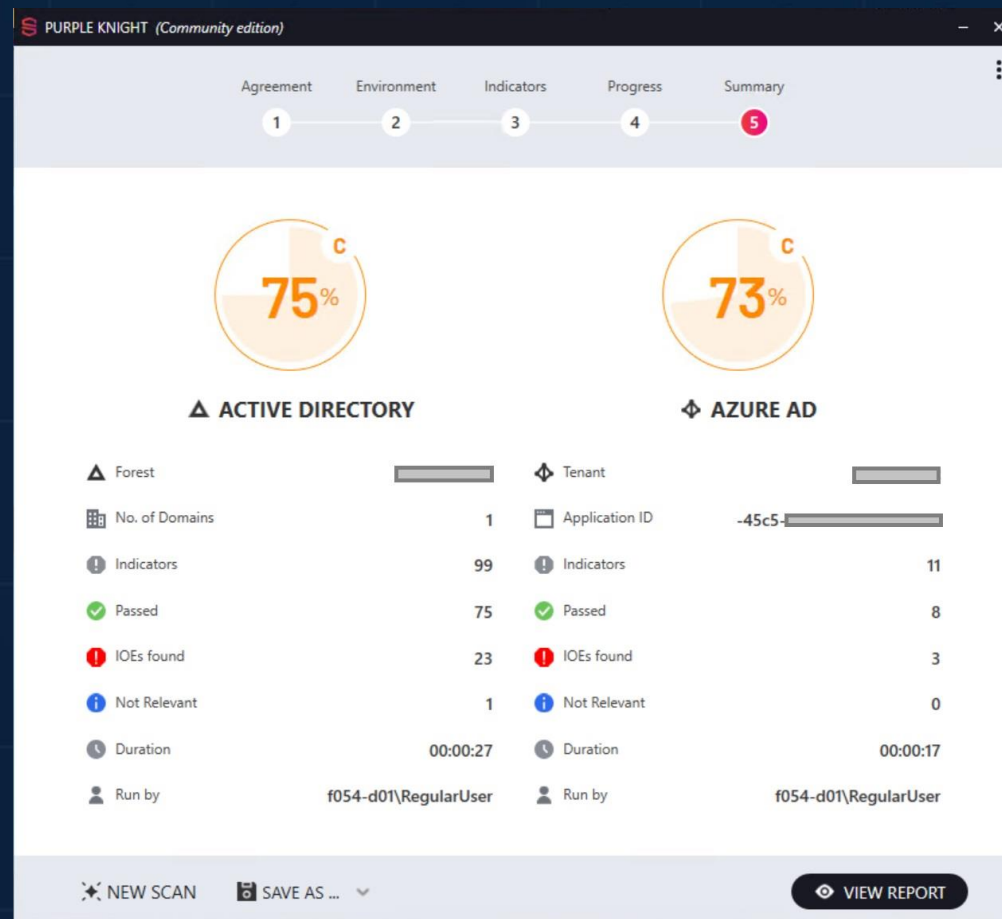 PURPLE KNIGHT (Community edition)
Agreement Environment Indicators Progress Summary
1 2 3 4 5
C
75%
ACTIVE DIRECTORY
Forest
No. of Domains 1
Indicators 99
Passed 75
IOEs found 23
Not Relevant 1
Duration 00:00:27
Run by f054-d01\RegularUser
C
73%
AZURE AD
Tenant
Application ID -45c5-
Indicators 11
Passed 8
IOEs found 3
Not Relevant 0
Duration 00:00:17
Run by f054-d01\RegularUser
NEW SCAN SAVE AS ... VIEW REPORT